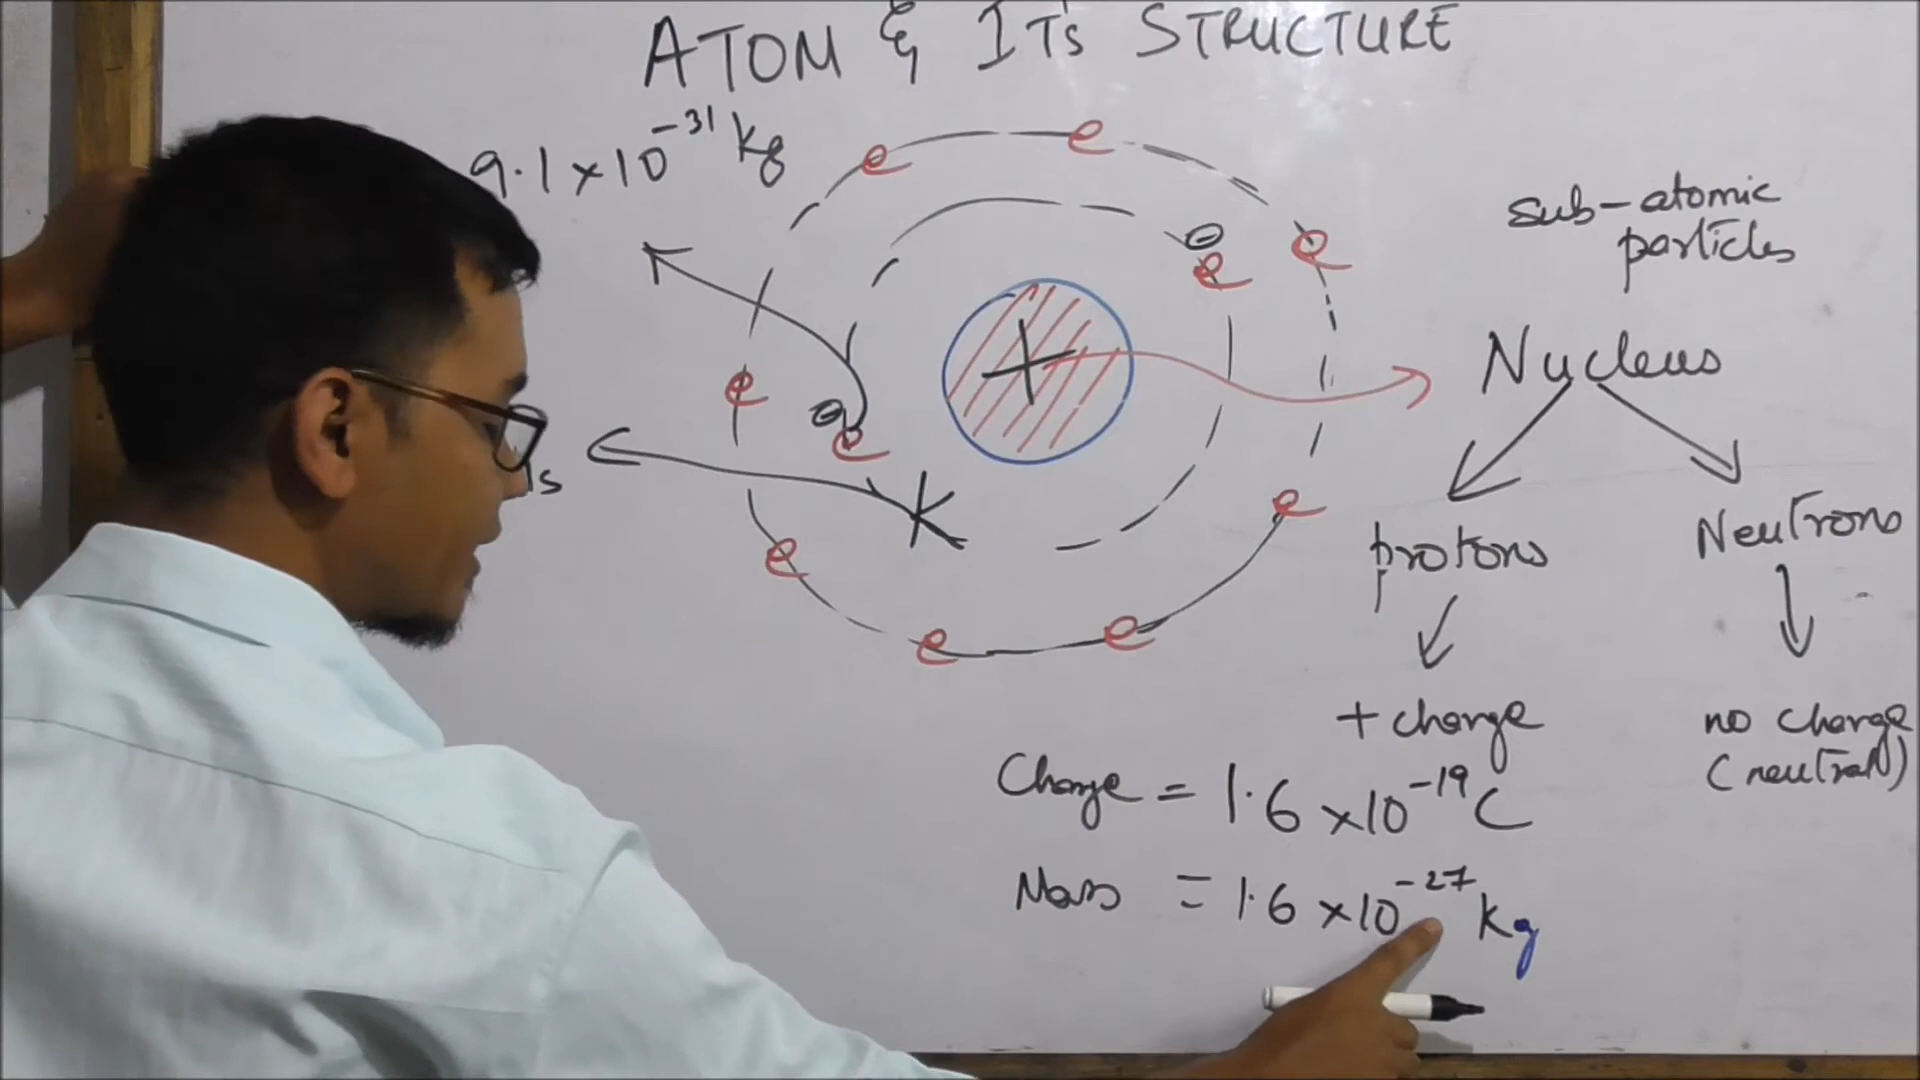 ATOM & IT's STRUCTURE
9.1 x 10⁻³¹ kg
e e
e e
sub-atomic
particles
+
Nucleus
e
e
K
e
protons
Neutrons
e
e e
+ charge
no charge
(neutral)
Charge = 1.6 x 10⁻¹⁹ C
Mass = 1.6 x 10⁻²⁷ kg